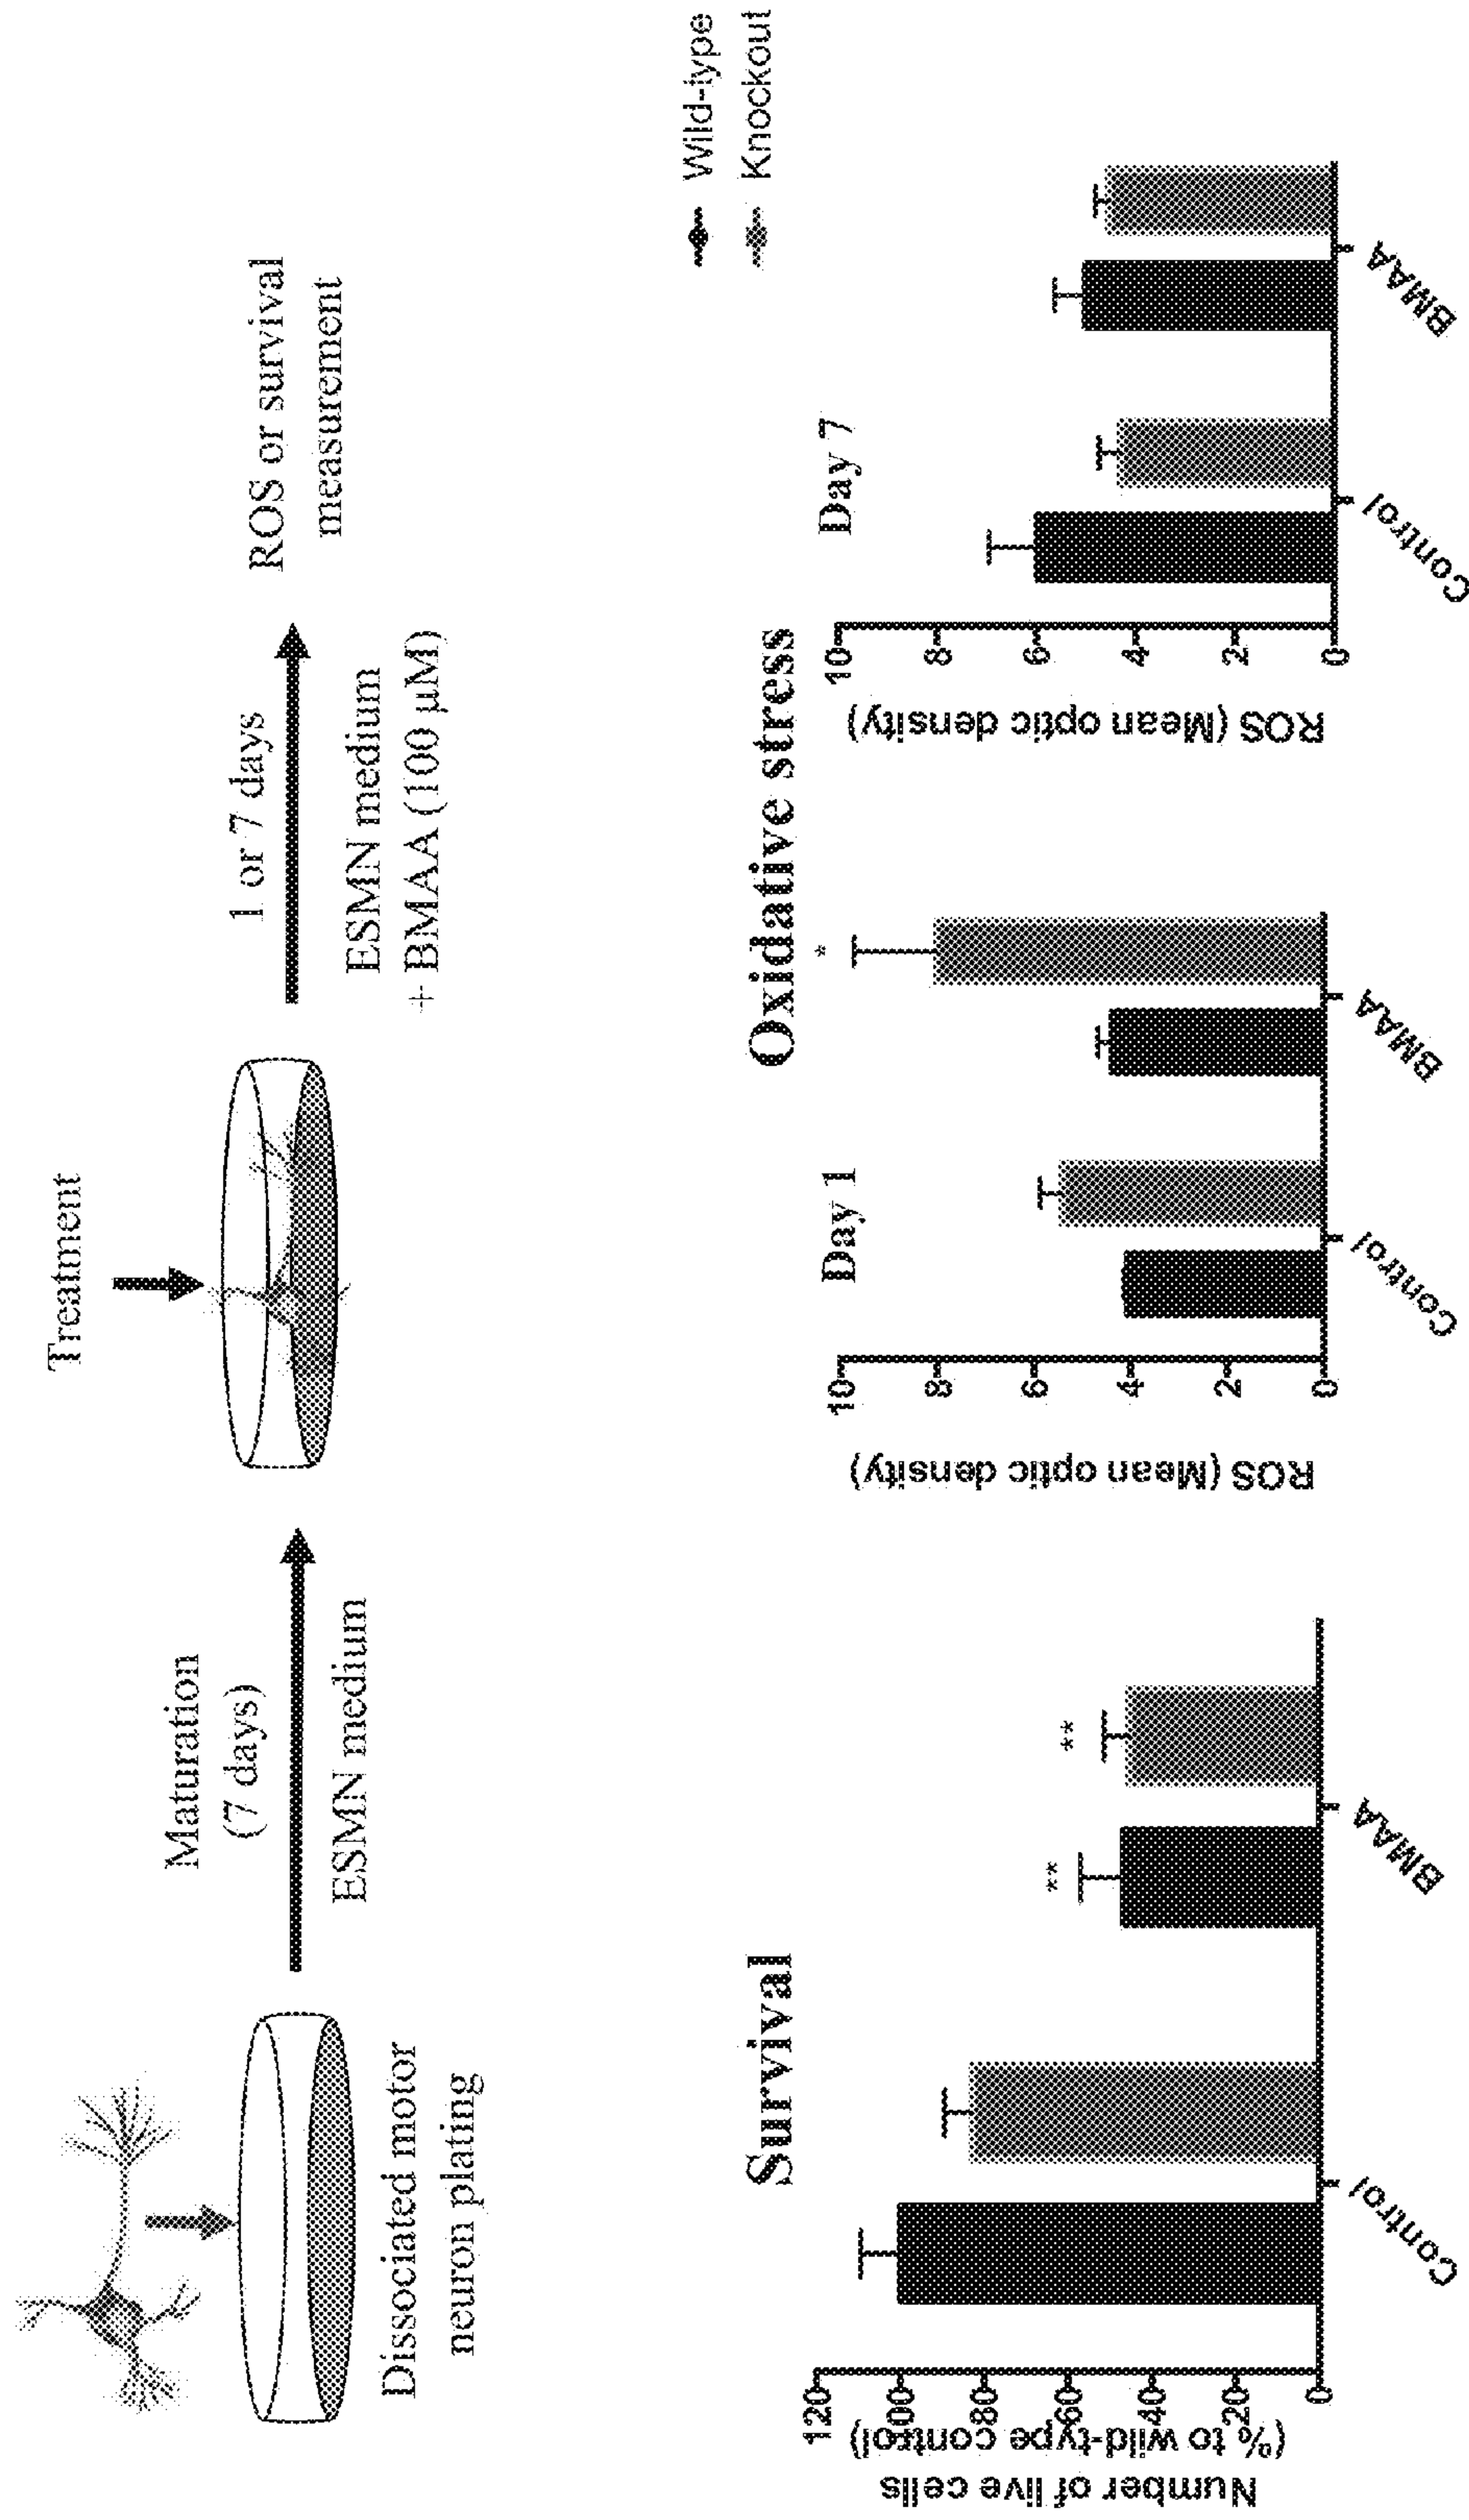 Treatment
Maturation
(7 days)
ESMN medium
1 or 7 days
ESMN medium
+ BMAA (100 µM)
ROS or survival
measurement
Dissociated motor
neuron plating
Wild-type
Knockout
Survival
Number of live cells
(% to wild-type control)
120
100
80
60
40
20
0
**
**
Control
BMAA
Oxidative stress
Day 1
ROS (Mean optic density)
10
8
6
4
2
0
*
Control
BMAA
Day 7
ROS (Mean optic density)
10
8
6
4
2
0
Control
BMAA